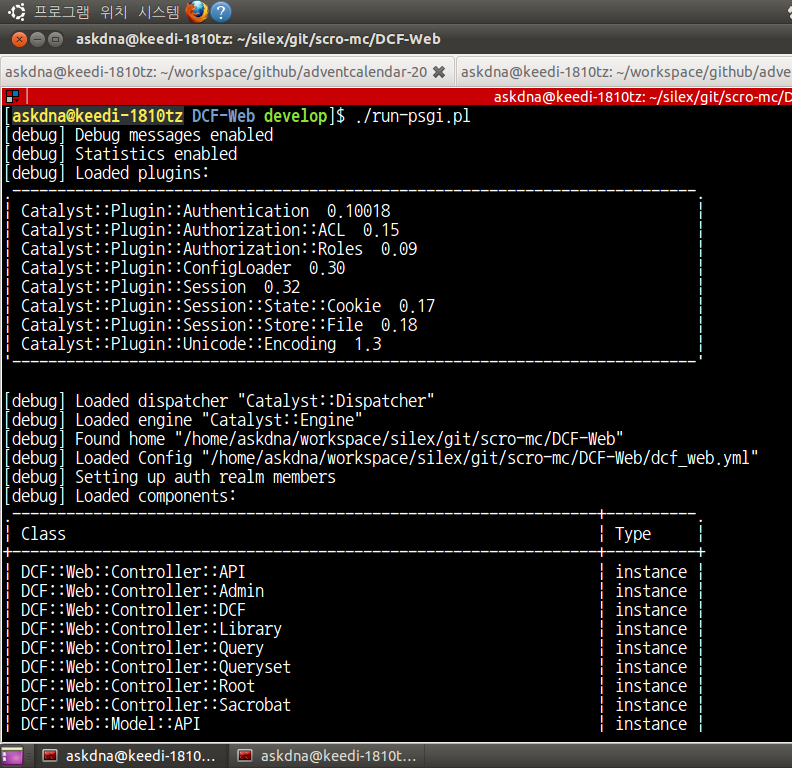 프로그램 위치 시스템
askdna@keedi-1810tz: ~/silex/git/scro-mc/DCF-Web
askdna@keedi-1810tz: ~/workspace/github/adventcalendar-20 askdna@keedi-1810tz: ~/workspace/github/adve
askdna@keedi-1810tz: ~/silex/git/scro-mc/D
[askdna@keedi-1810tz DCF-Web develop]$ ./run-psgi.pl
[debug] Debug messages enabled
[debug] Statistics enabled
[debug] Loaded plugins:
Catalyst::Plugin::Authentication 0.10018
Catalyst::Plugin::Authorization::ACL 0.15
Catalyst::Plugin::Authorization::Roles 0.09
Catalyst::Plugin::ConfigLoader 0.30
Catalyst::Plugin::Session 0.32
Catalyst::Plugin::Session::State::Cookie 0.17
Catalyst::Plugin::Session::Store::File 0.18
Catalyst::Plugin::Unicode::Encoding 1.3
[debug] Loaded dispatcher "Catalyst::Dispatcher"
[debug] Loaded engine "Catalyst::Engine"
[debug] Found home "/home/askdna/workspace/silex/git/scro-mc/DCF-Web"
[debug] Loaded Config "/home/askdna/workspace/silex/git/scro-mc/DCF-Web/dcf_web.yml"
[debug] Setting up auth realm members
[debug] Loaded components:
Class | Type
DCF::Web::Controller::API | instance
DCF::Web::Controller::Admin | instance
DCF::Web::Controller::DCF | instance
DCF::Web::Controller::Library | instance
DCF::Web::Controller::Query | instance
DCF::Web::Controller::Queryset | instance
DCF::Web::Controller::Root | instance
DCF::Web::Controller::Sacrobat | instance
DCF::Web::Model::API | instance
askdna@keedi-1810... askdna@keedi-1810t...